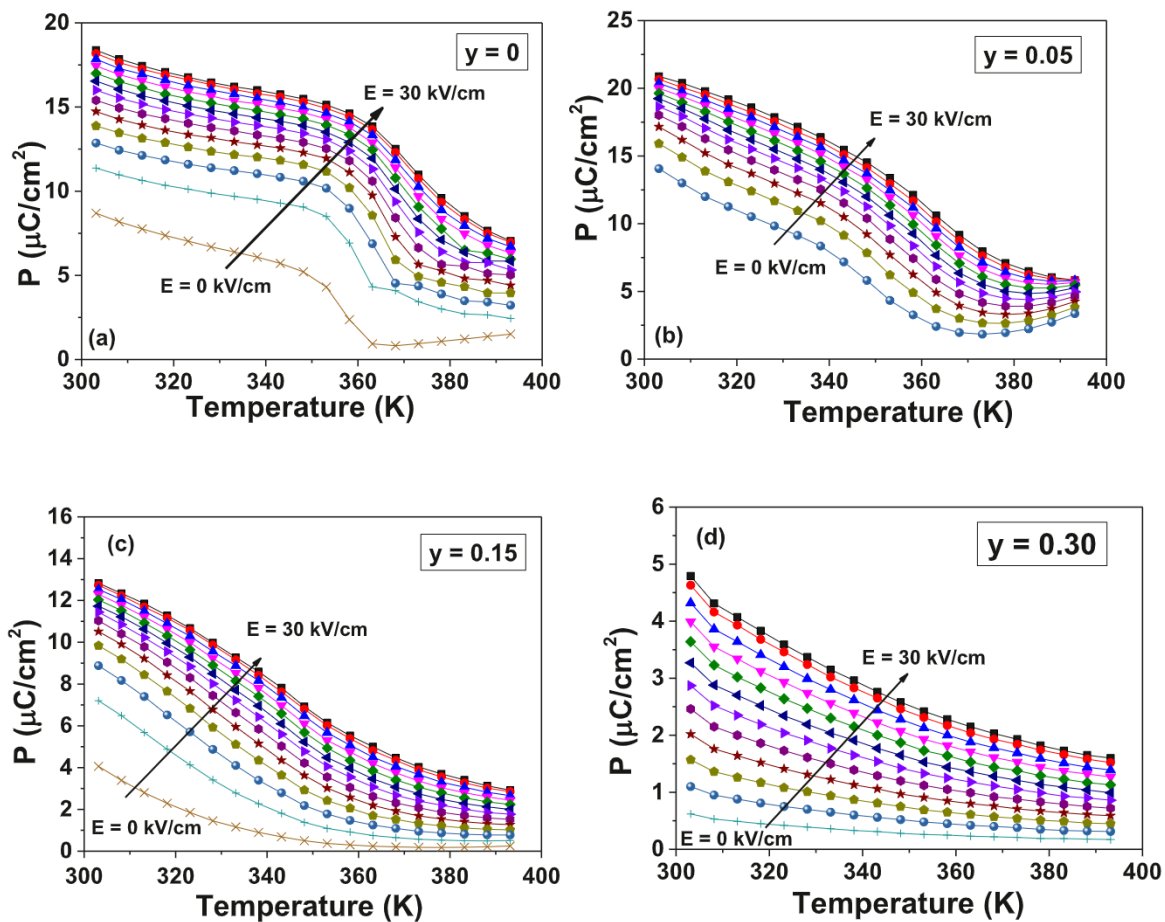 20
15
10
5
0
P (μC/cm²)
y = 0
E = 30 kV/cm
E = 0 kV/cm
(a)
300 320 340 360 380 400
Temperature (K)
25
20
15
10
5
0
P (μC/cm²)
y = 0.05
E = 30 kV/cm
E = 0 kV/cm
(b)
300 320 340 360 380 400
Temperature (K)
16
14
12
10
8
6
4
2
0
P (μC/cm²)
(c)
y = 0.15
E = 30 kV/cm
E = 0 kV/cm
300 320 340 360 380 400
Temperature (K)
6
5
4
3
2
1
0
P (μC/cm²)
(d)
y = 0.30
E = 30 kV/cm
E = 0 kV/cm
300 320 340 360 380 400
Temperature (K)